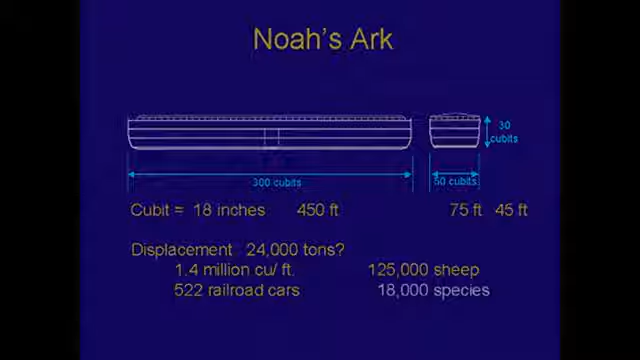 Noah's Ark
30
cubits
300 cubits
50 cubits
Cubit = 18 inches 450 ft 75 ft 45 ft
Displacement 24,000 tons?
1.4 million cu/ ft. 125,000 sheep
522 railroad cars 18,000 species